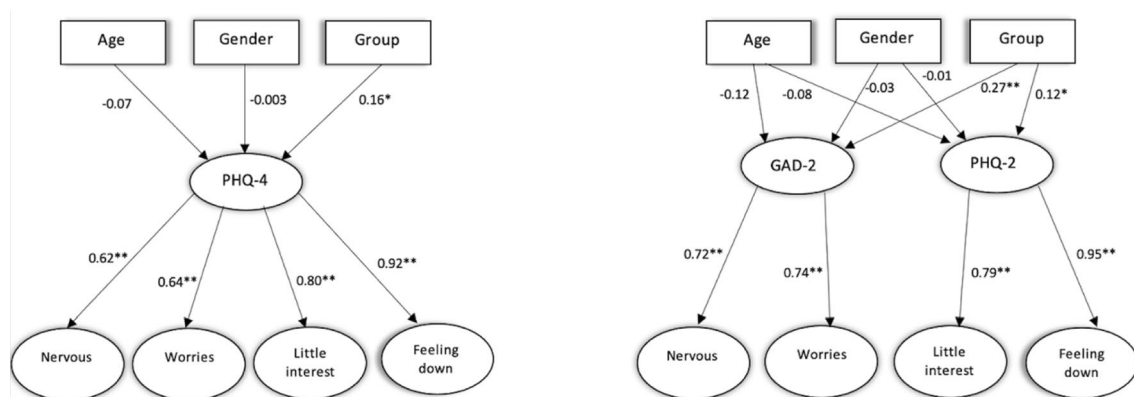 Age
Gender
Group
-0.07
-0.003
0.16*
PHQ-4
0.62**
0.64**
0.80**
0.92**
Nervous
Worries
Little
interest
Feeling
down
Age
Gender
Group
-0.12
-0.08
-0.03
-0.01
0.27**
0.12*
GAD-2
PHQ-2
0.72**
0.74**
0.79**
0.95**
Nervous
Worries
Little
interest
Feeling
down